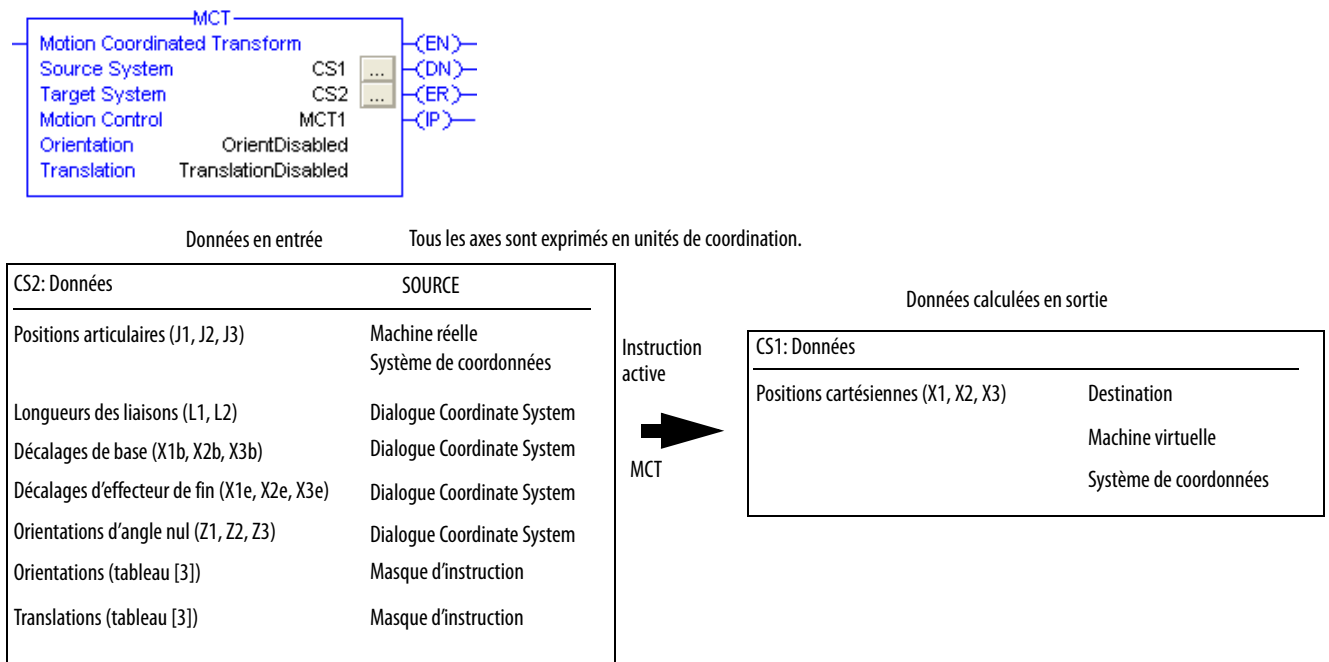 MCT
Motion Coordinated Transform
(EN)
Source System CS1 ...
(DN)
Target System CS2 ...
(ER)
Motion Control MCT1
(IP)
Orientation OrientDisabled
Translation TranslationDisabled
Données en entrée
Tous les axes sont exprimés en unités de coordination.
CS2: Données SOURCE
Positions articulaires (J1, J2, J3) Machine réelle
Système de coordonnées
Longueurs des liaisons (L1, L2) Dialogue Coordinate System
Décalages de base (X1b, X2b, X3b) Dialogue Coordinate System
Décalages d’effecteur de fin (X1e, X2e, X3e) Dialogue Coordinate System
Orientations d’angle nul (Z1, Z2, Z3) Dialogue Coordinate System
Orientations (tableau [3]) Masque d’instruction
Translations (tableau [3]) Masque d’instruction
Instruction
active
MCT
Données calculées en sortie
CS1: Données
Positions cartésiennes (X1, X2, X3) Destination
Machine virtuelle
Système de coordonnées